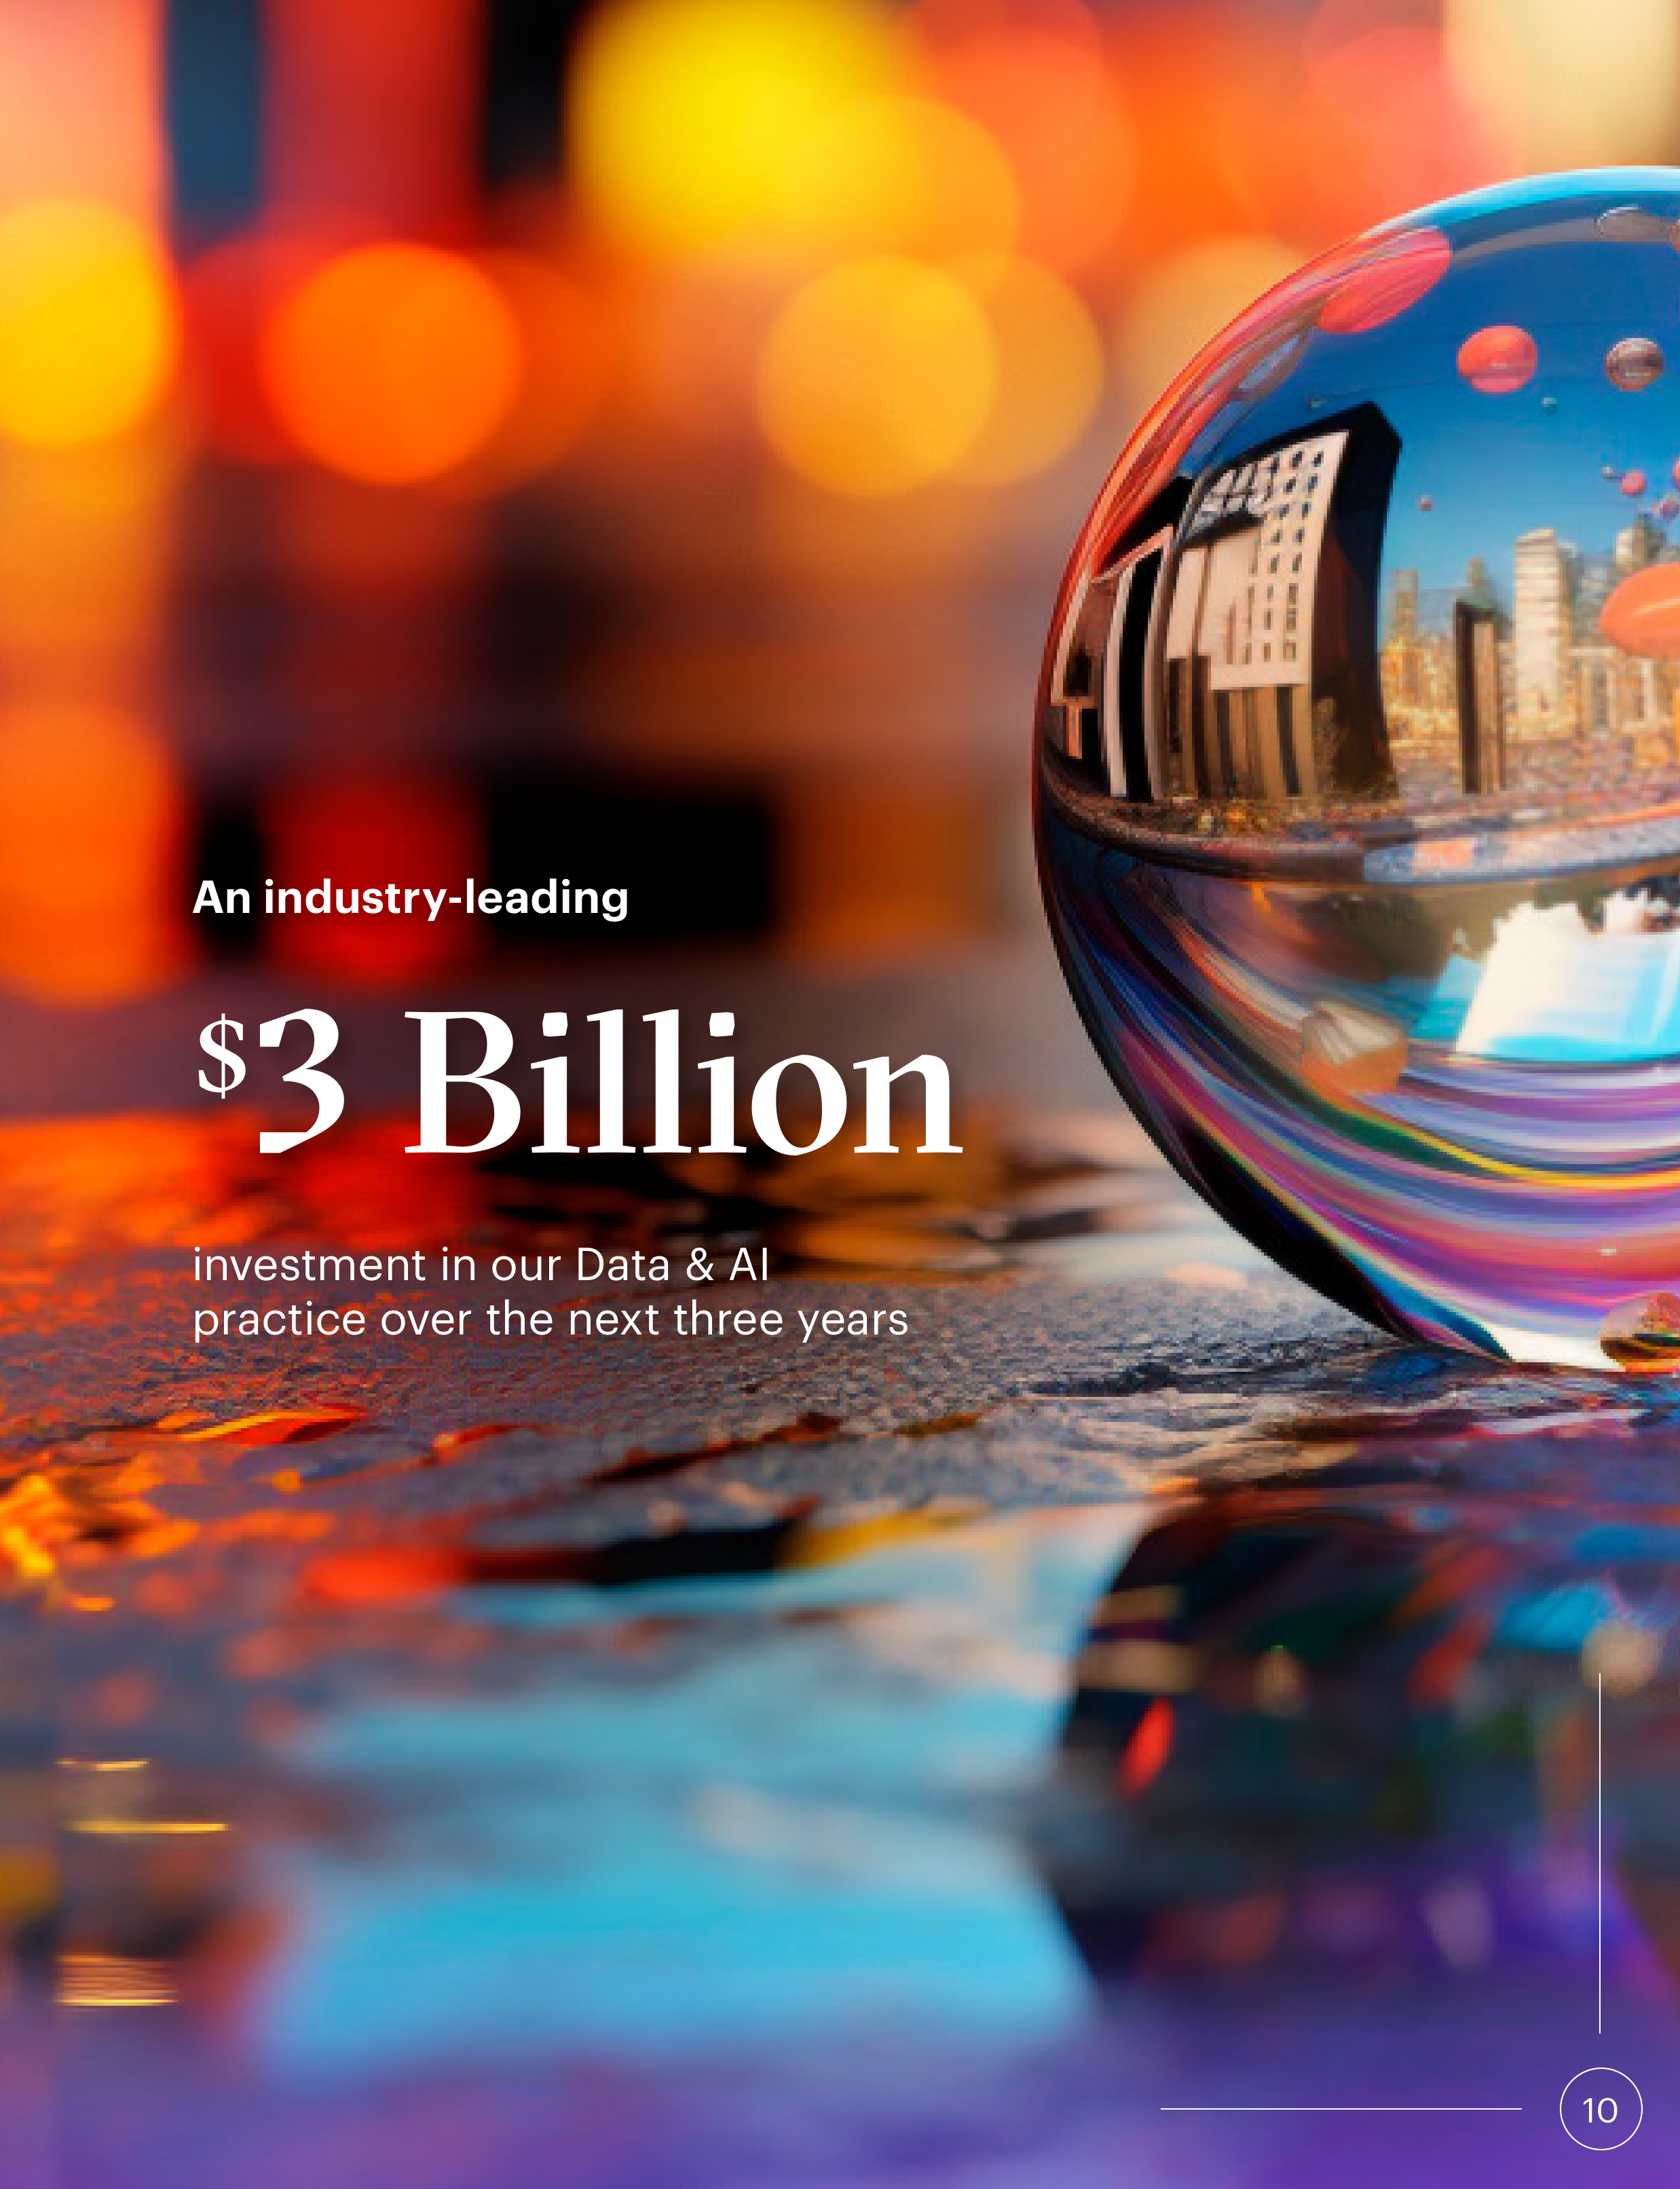 An industry-leading
$3 Billion
investment in our Data & AI
practice over the next three years
10